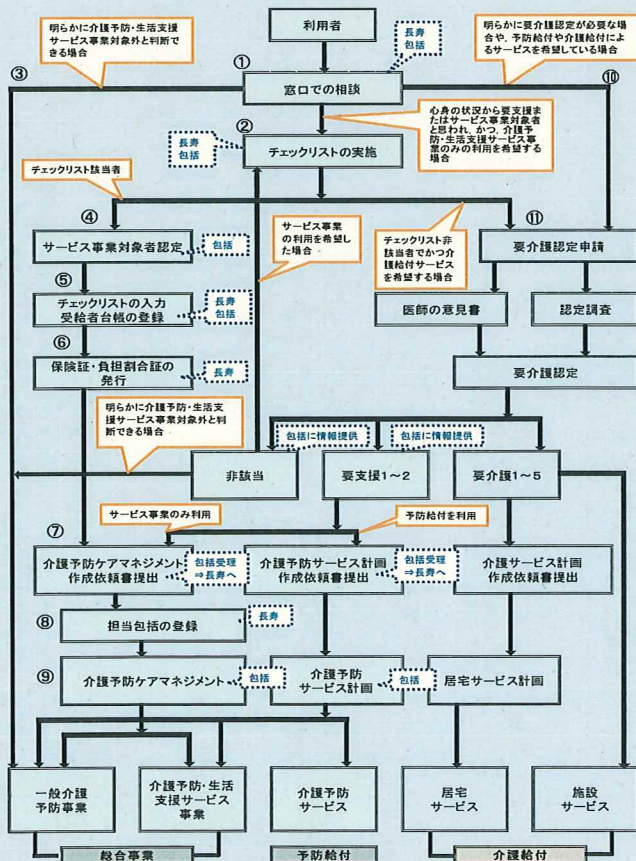 利用者
明らかに介護予防・生活支援
サービス事業対象外と判断で
きる場合
明らかに要介護認定が必要な場
合や、予防給付や介護給付によ
るサービスを希望している場合
③
①
長寿
包括
⑩
窓口での相談
心身の状況から要支援ま
たはサービス事業対象者
と思われ、かつ、介護予
防・生活支援サービス事業
のみの利用を希望する
場合
②
長寿
包括
チェックリストの実施
チェックリスト該当者
④
サービス事業対象者認定
包括
サービス事業
の利用を希望し
た場合
チェックリスト非
該当者でかつ介
護給付サービス
を希望する場合
⑪
要介護認定申請
⑤
チェックリストの入力
受給者台帳の登録
長寿
包括
医師の意見書
認定調査
⑥
保険証・負担割合証の
発行
長寿
要介護認定
明らかに介護予防・生活支
援サービス事業対象外と判
断できる場合
包括に情報提供
包括に情報提供
非該当
要支援1~2
要介護1~5
サービス事業のみ利用
予防給付を利用
⑦
介護予防ケアマネジメント
作成依頼書提出
包括受理
⇒長寿へ
介護予防サービス計画
作成依頼書提出
包括受理
⇒長寿へ
介護サービス計画
作成依頼書提出
⑧
担当包括の登録
長寿
⑨
介護予防ケアマネジメント
包括
介護予防
サービス計画
包括
居宅サービス計画
一般介護
予防事業
介護予防・生活
支援サービス
事業
介護予防
サービス
居宅
サービス
施設
サービス
総合事業
予防給付
介護給付